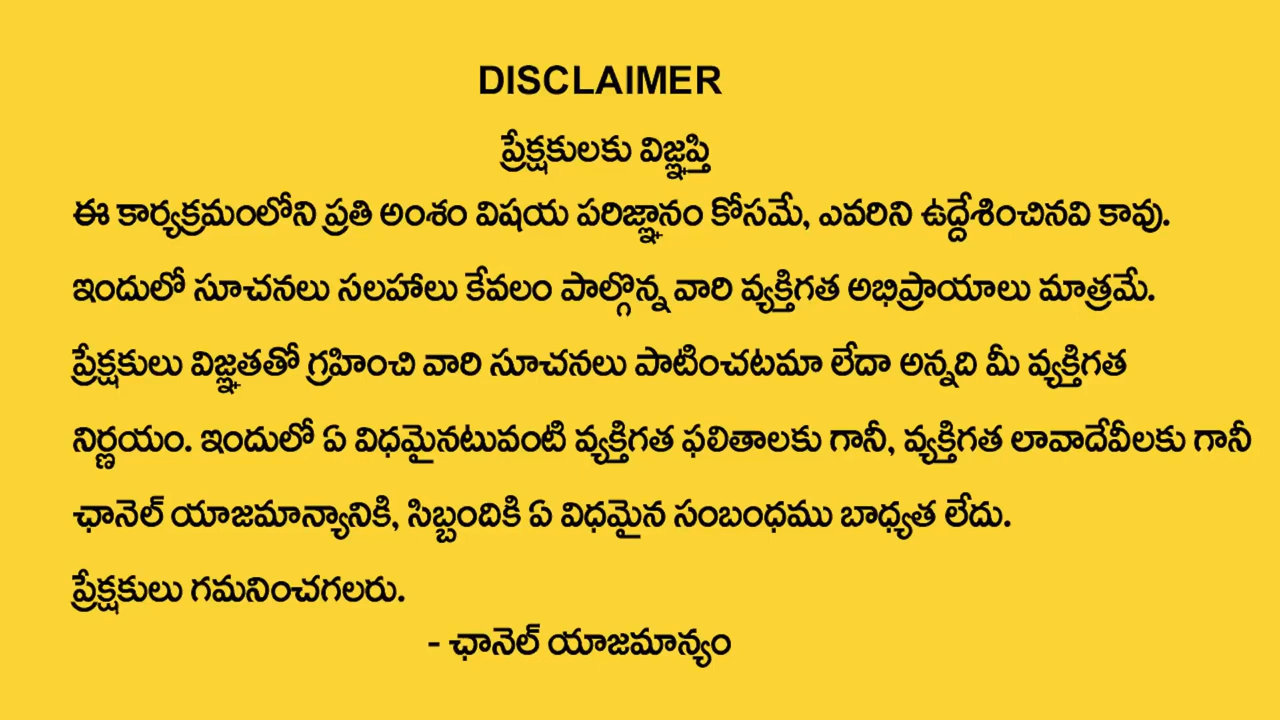 DISCLAIMER
ప్రేక్షకులకు విజ్ఞప్తి
ఈ కార్యక్రమంలోని ప్రతి అంశం విషయ పరిజ్ఞానం కోసమే, ఎవరిని ఉద్దేశించినవి కావు.
ఇందులో సూచనలు సలహాలు కేవలం పాల్గొన్న వారి వ్యక్తిగత అభిప్రాయాలు మాత్రమే.
ప్రేక్షకులు విజ్ఞతతో గ్రహించి వారి సూచనలు పాటించటమా లేదా అన్నది మీ వ్యక్తిగత
నిర్ణయం. ఇందులో ఏ విధమైనటువంటి వ్యక్తిగత ఫలితాలకు గానీ, వ్యక్తిగత లావాదేవీలకు గానీ
ఛానెల్ యాజమాన్యానికి, సిబ్బందికి ఏ విధమైన సంబంధము బాధ్యత లేదు.
ప్రేక్షకులు గమనించగలరు.
- ఛానెల్ యాజమాన్యం